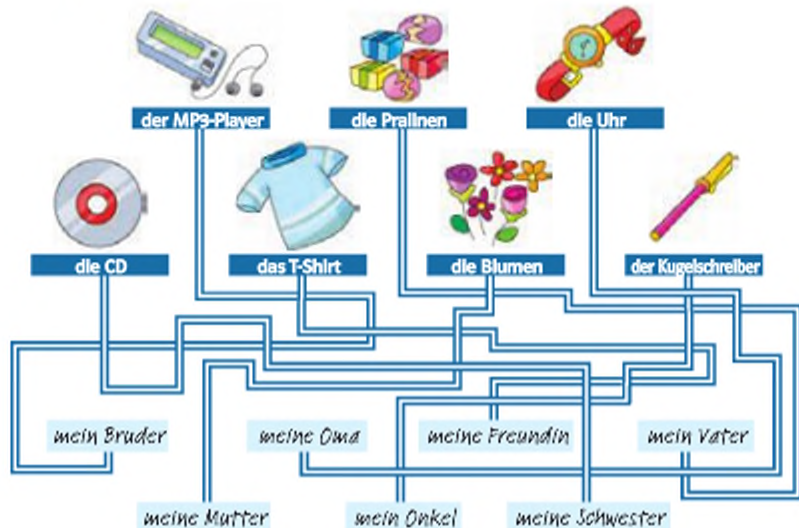 der MP3-Player
die Pralinen
die Uhr
die CD
das T-Shirt
die Blumen
der Kugelschreiber
mein Bruder
meine Oma
meine Freundin
mein Vater
meine Mutter
mein Onkel
meine Schwester